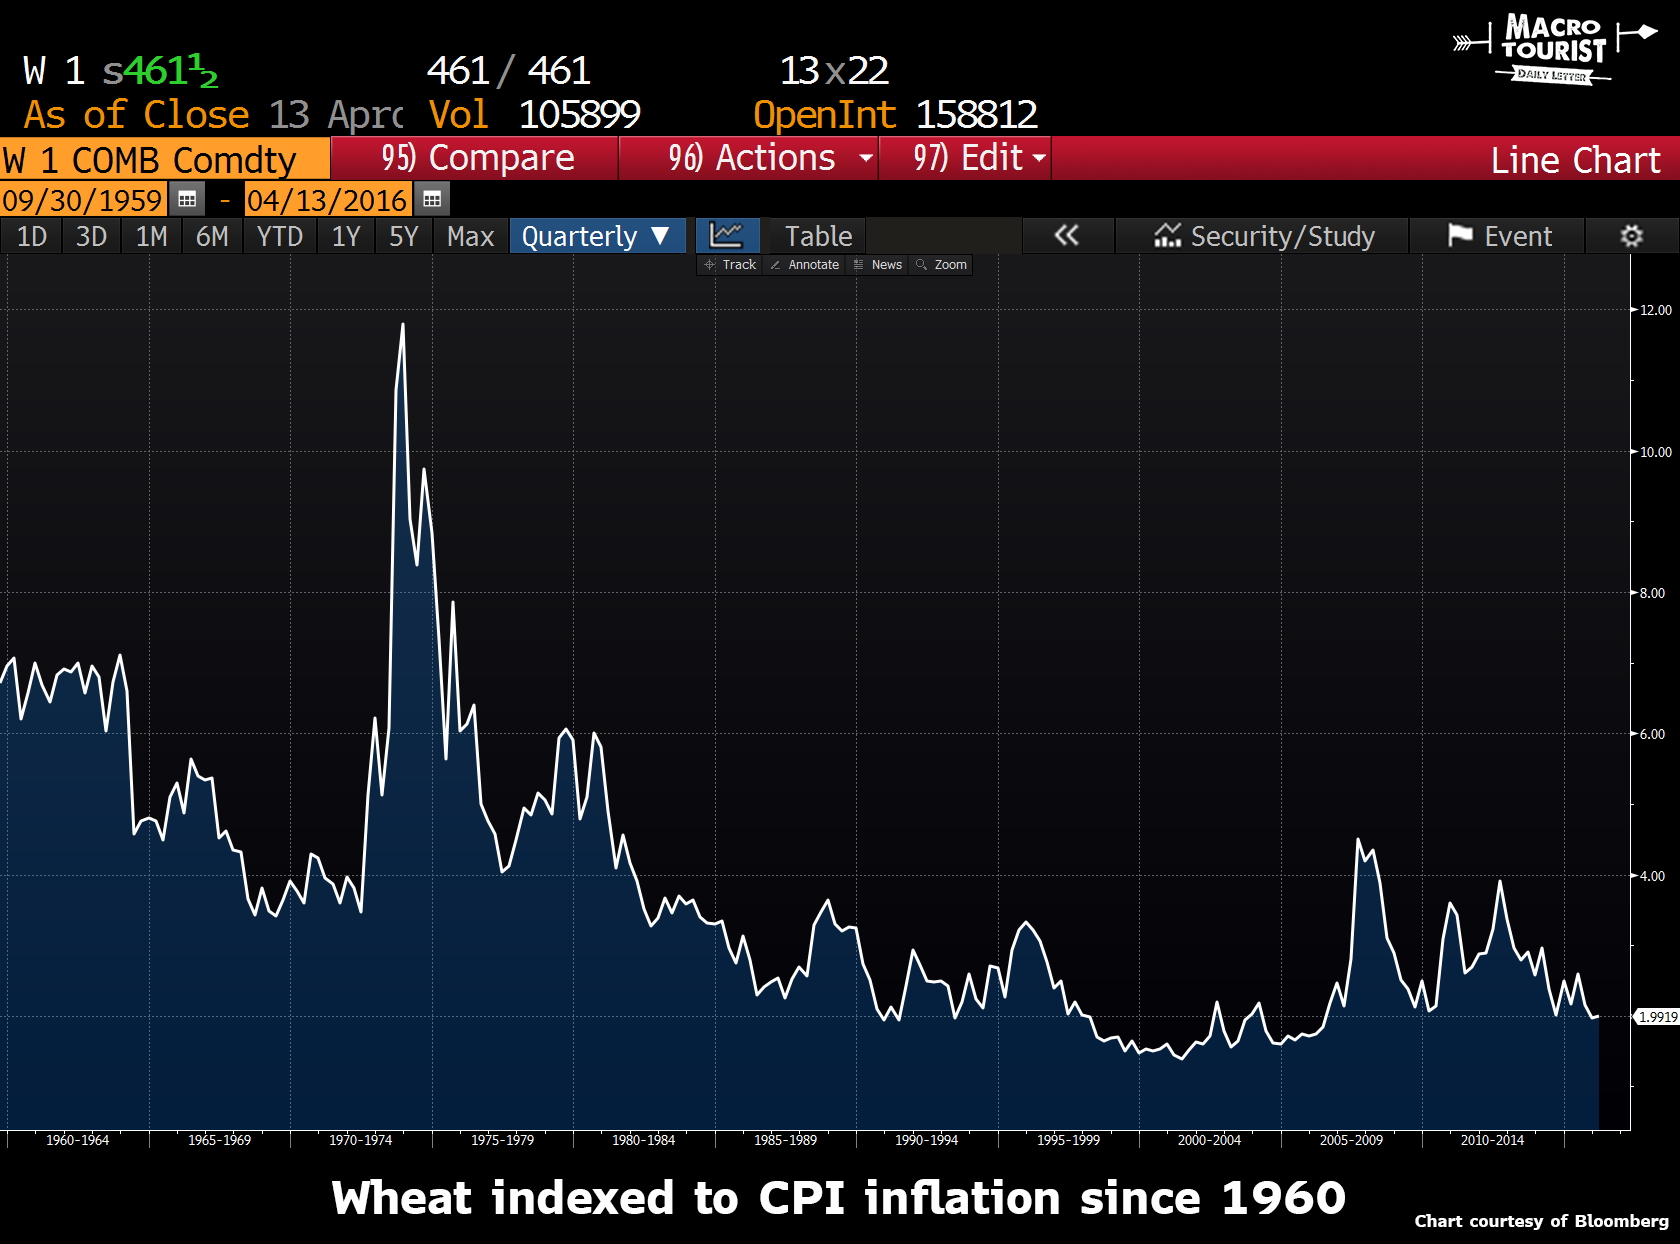 MACRO
TOURIST
DAILY LETTER
W 1 s461½ 461 / 461 13x22
As of Close 13 Apr Vol 105899 OpenInt 158812
W 1 COMB Comdty 95) Compare 96) Actions 97) Edit Line Chart
09/30/1959 - 04/13/2016
1D 3D 1M 6M YTD 1Y 5Y Max Quarterly ▼ Table « Security/Study Event
Track Annotate News Zoom
12.00
10.00
8.00
6.00
4.00
1.9919
1960-1964 1965-1969 1970-1974 1975-1979 1980-1984 1985-1989 1990-1994 1995-1999 2000-2004 2005-2009 2010-2014
Wheat indexed to CPI inflation since 1960
Chart courtesy of Bloomberg